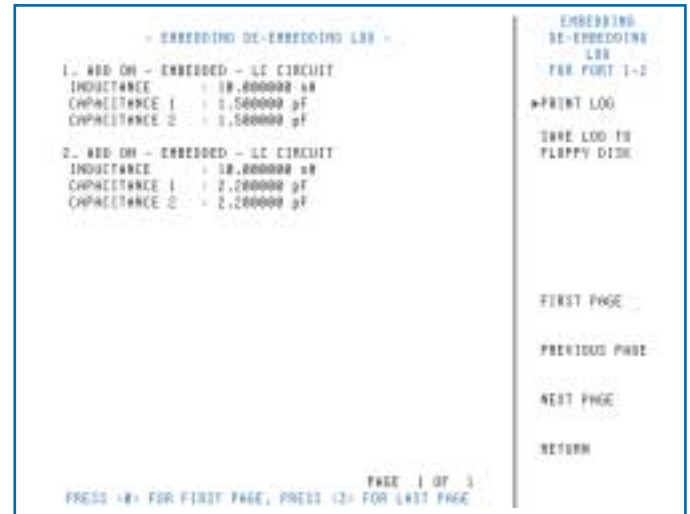 - EMBEDDING DE-EMBEDDING LOG -
1. ADD ON - EMBEDDED - LC CIRCUIT
INDUCTANCE : 10.000000 nH
CAPACITANCE 1 : 1.500000 pF
CAPACITANCE 2 : 1.500000 pF
2. ADD ON - EMBEDDED - LC CIRCUIT
INDUCTANCE : 10.000000 nH
CAPACITANCE 1 : 2.200000 pF
CAPACITANCE 2 : 2.200000 pF
PAGE 1 OF 1
PRESS <0> FOR FIRST PAGE, PRESS <2> FOR LAST PAGE
EMBEDDING
DE-EMBEDDING
LOG
FOR PORT 1-2
PRINT LOG
SAVE LOG TO
FLOPPY DISK
FIRST PAGE
PREVIOUS PAGE
NEXT PAGE
RETURN